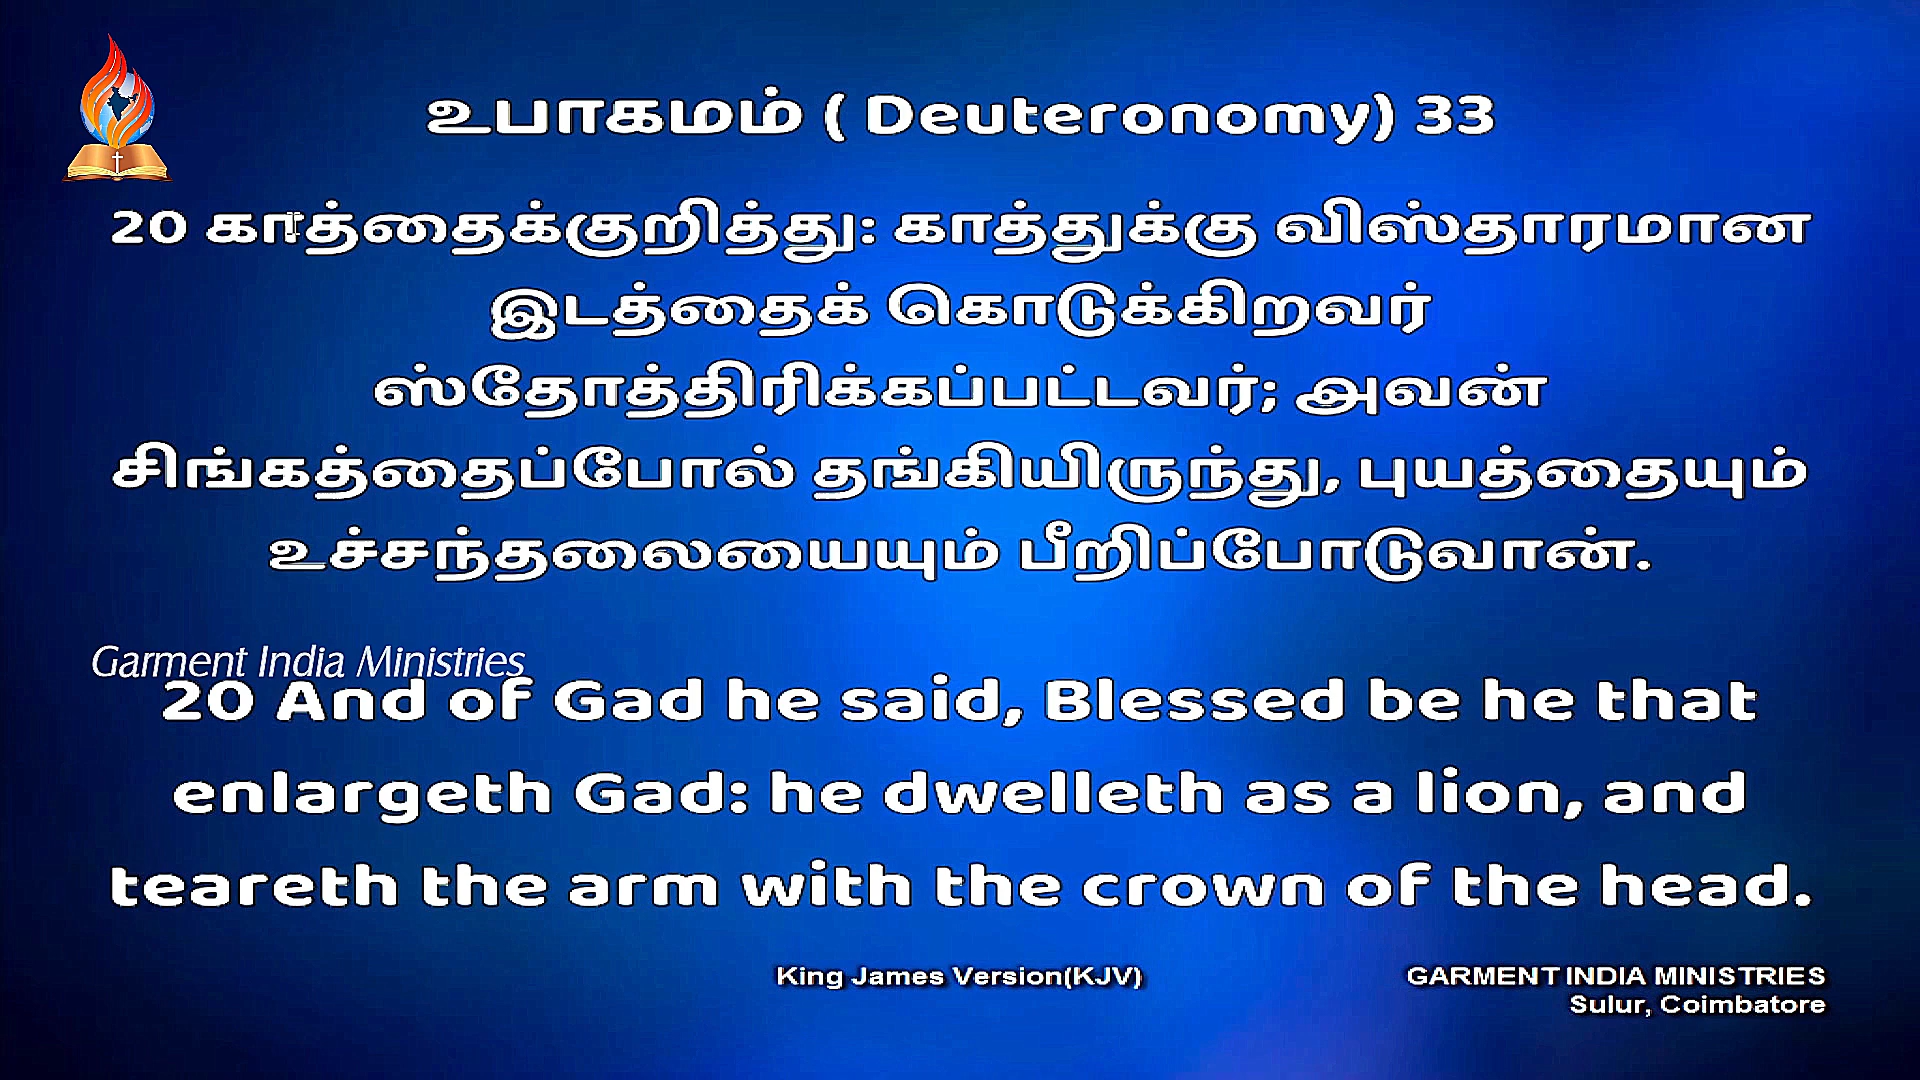 உபாகமம் ( Deuteronomy) 33
20 காத்தைக்குறித்து: காத்துக்கு விஸ்தாரமான
இடத்தைக் கொடுக்கிறவர்
ஸ்தோத்திரிக்கப்பட்டவர்; அவன்
சிங்கத்தைப்போல் தங்கியிருந்து, புயத்தையும்
உச்சந்தலையையும் பீறிப்போடுவான்.
Garment India Ministries
20 And of Gad he said, Blessed be he that
enlargeth Gad: he dwelleth as a lion, and
teareth the arm with the crown of the head.
King James Version(KJV)
GARMENT INDIA MINISTRIES
Sulur, Coimbatore